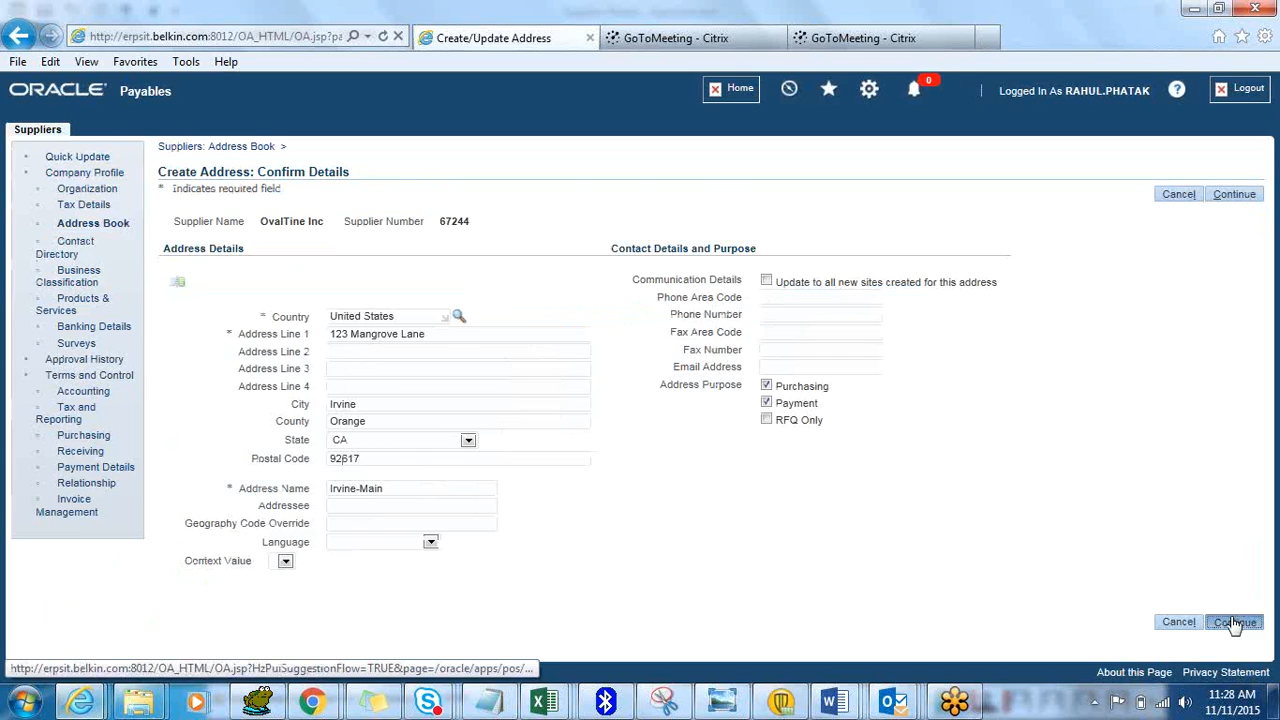 http://erpsit.belkin.com:8012/OA_HTML/OA.jsp?pa
Create/Update Address
GoToMeeting - Citrix
GoToMeeting - Citrix
File Edit View Favorites Tools Help
ORACLE Payables
Home
0
Logged In As RAHUL.PHATAK
Logout
Suppliers
Quick Update
Company Profile
Organization
Tax Details
Address Book
Contact
Directory
Business
Classification
Products &
Services
Banking Details
Surveys
Approval History
Terms and Control
Accounting
Tax and
Reporting
Purchasing
Receiving
Payment Details
Relationship
Invoice
Management
Suppliers: Address Book >
Create Address: Confirm Details
* Indicates required field
Cancel Continue
Supplier Name OvalTine Inc Supplier Number 67244
Address Details
* Country United States
* Address Line 1 123 Mangrove Lane
Address Line 2
Address Line 3
Address Line 4
City Irvine
County Orange
State CA
Postal Code 92617
* Address Name Irvine-Main
Addressee
Geography Code Override
Language
Context Value
Contact Details and Purpose
Communication Details Update to all new sites created for this address
Phone Area Code
Phone Number
Fax Area Code
Fax Number
Email Address
Address Purpose Purchasing
Payment
RFQ Only
Cancel Continue
http://erpsit.belkin.com:8012/OA_HTML/OA.jsp?HzPuiSuggestionFlow=TRUE&page=/oracle/apps/pos/...
About this Page Privacy Statement
11:28 AM
11/11/2015